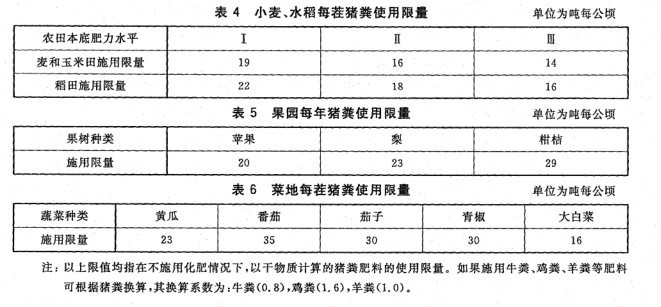 表 4 小麦、水稻每茬猪粪使用限量 单位为吨每公顷
农田本底肥力水平 Ⅰ Ⅱ Ⅲ
麦和玉米田施用限量 19 16 14
稻田施用限量 22 18 16
表 5 果园每年猪粪使用限量 单位为吨每公顷
果树种类 苹果 梨 柑桔
施用限量 20 23 29
表 6 菜地每茬猪粪使用限量 单位为吨每公顷
蔬菜种类 黄瓜 番茄 茄子 青椒 大白菜
施用限量 23 35 30 30 16
注：以上限值均指在不施用化肥情况下，以干物质计算的猪粪肥料的使用限量。如果施用牛粪、鸡粪、羊粪等肥料
可根据猪粪换算，其换算系数为：牛粪(0.8)，鸡粪(1.6)，羊粪(1.0)。